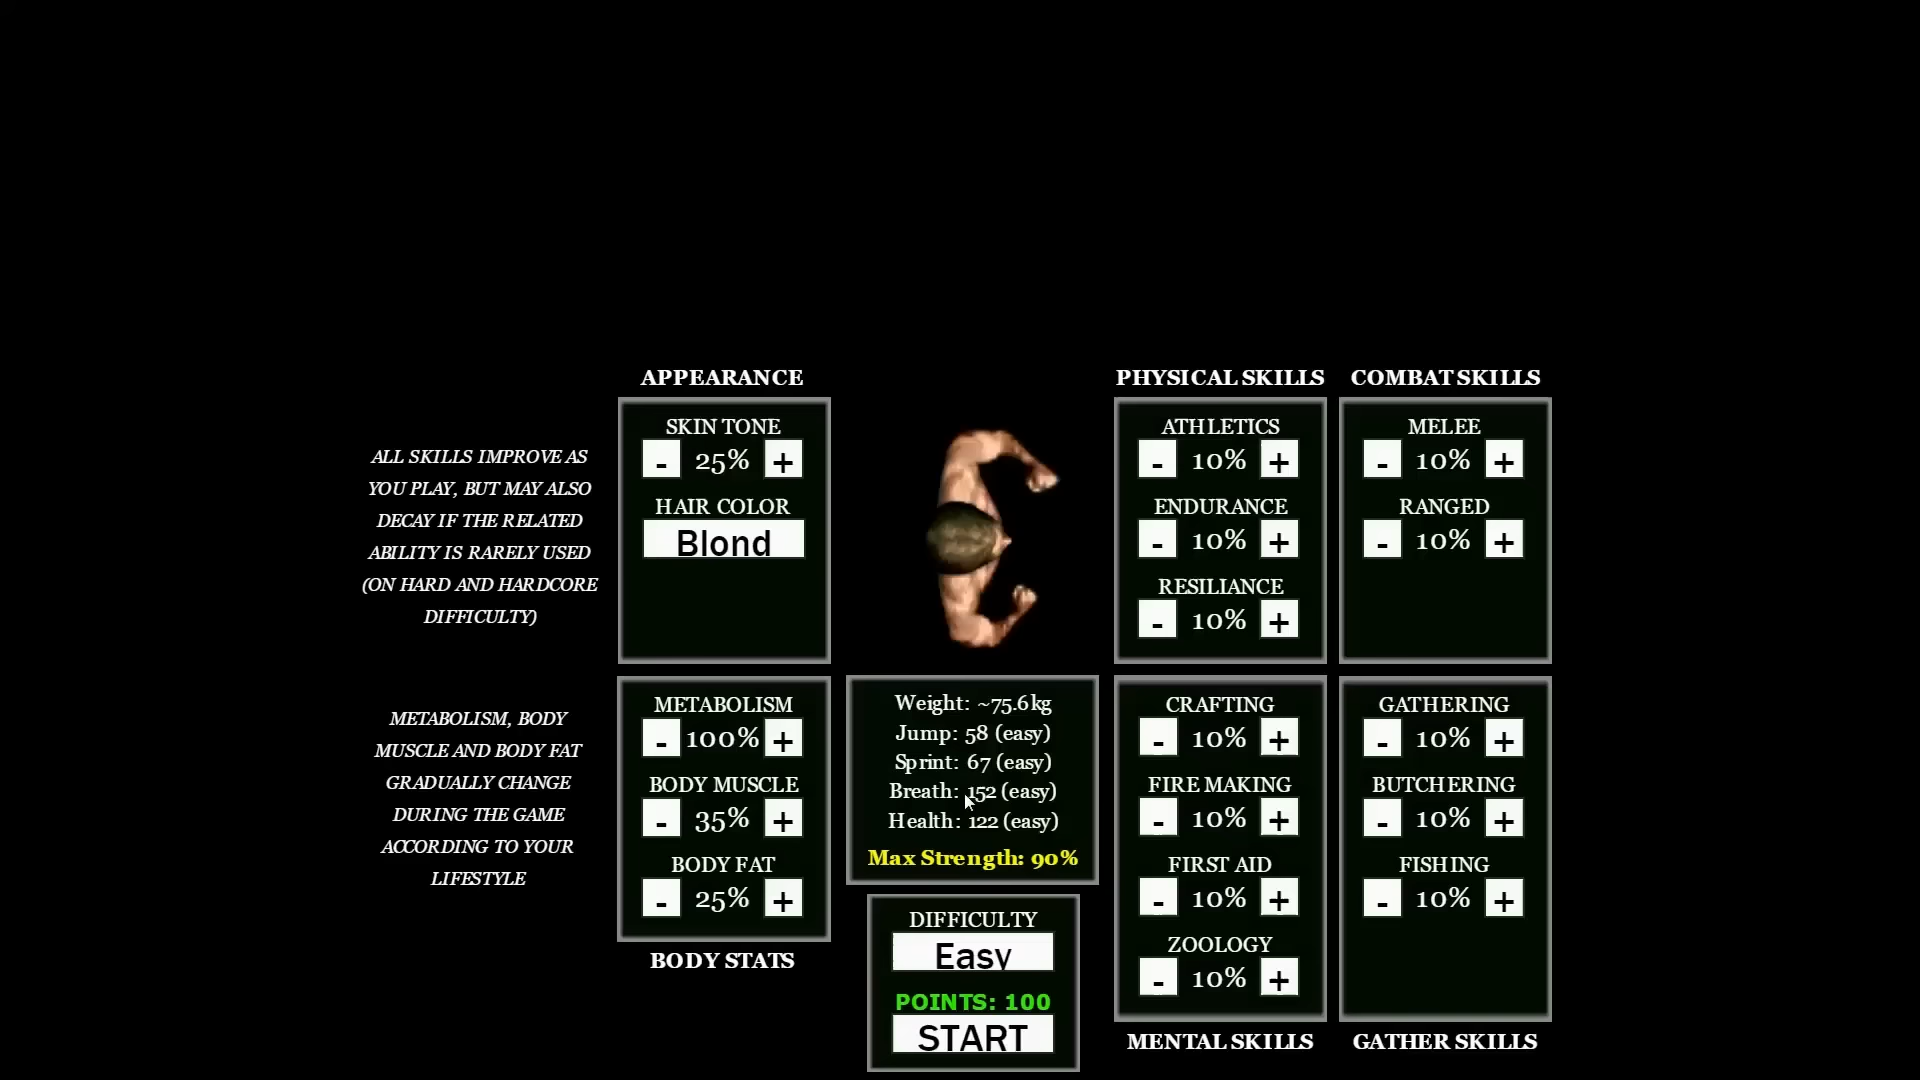 ALL SKILLS IMPROVE AS
YOU PLAY, BUT MAY ALSO
DECAY IF THE RELATED
ABILITY IS RARELY USED
(ON HARD AND HARDCORE
DIFFICULTY)
METABOLISM, BODY
MUSCLE AND BODY FAT
GRADUALLY CHANGE
DURING THE GAME
ACCORDING TO YOUR
LIFESTYLE
APPEARANCE
SKIN TONE
- 25% +
HAIR COLOR
Blond
METABOLISM
- 100% +
BODY MUSCLE
- 35% +
BODY FAT
- 25% +
BODY STATS
Weight: ~75.6kg
Jump: 58 (easy)
Sprint: 67 (easy)
Breath: 152 (easy)
Health: 122 (easy)
Max Strength: 90%
DIFFICULTY
Easy
POINTS: 100
START
PHYSICAL SKILLS
ATHLETICS
- 10% +
ENDURANCE
- 10% +
RESILIANCE
- 10% +
CRAFTING
- 10% +
FIRE MAKING
- 10% +
FIRST AID
- 10% +
ZOOLOGY
- 10% +
MENTAL SKILLS
COMBAT SKILLS
MELEE
- 10% +
RANGED
- 10% +
GATHERING
- 10% +
BUTCHERING
- 10% +
FISHING
- 10% +
GATHER SKILLS